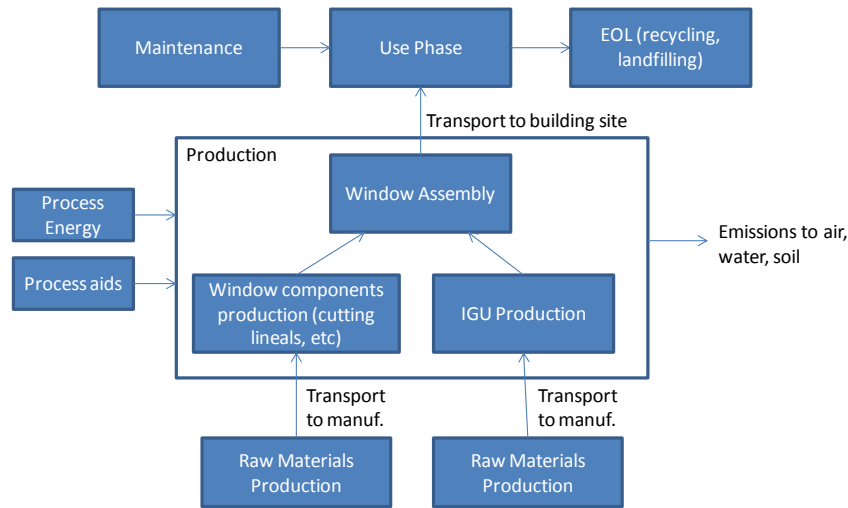 Maintenance
Use Phase
EOL (recycling,
landfilling)
Transport to building site
Production
Window Assembly
Process
Energy
Emissions to air,
water, soil
Process aids
Window components
production (cutting
lineals, etc)
IGU Production
Transport
to manuf.
Transport
to manuf.
Raw Materials
Production
Raw Materials
Production